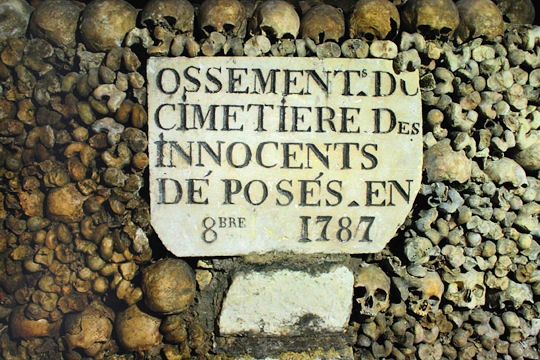 OSSEMENTS. DU
CIMETIERE DES
INNOCENTS
DÉPOSÉS. EN
8BRE 1787